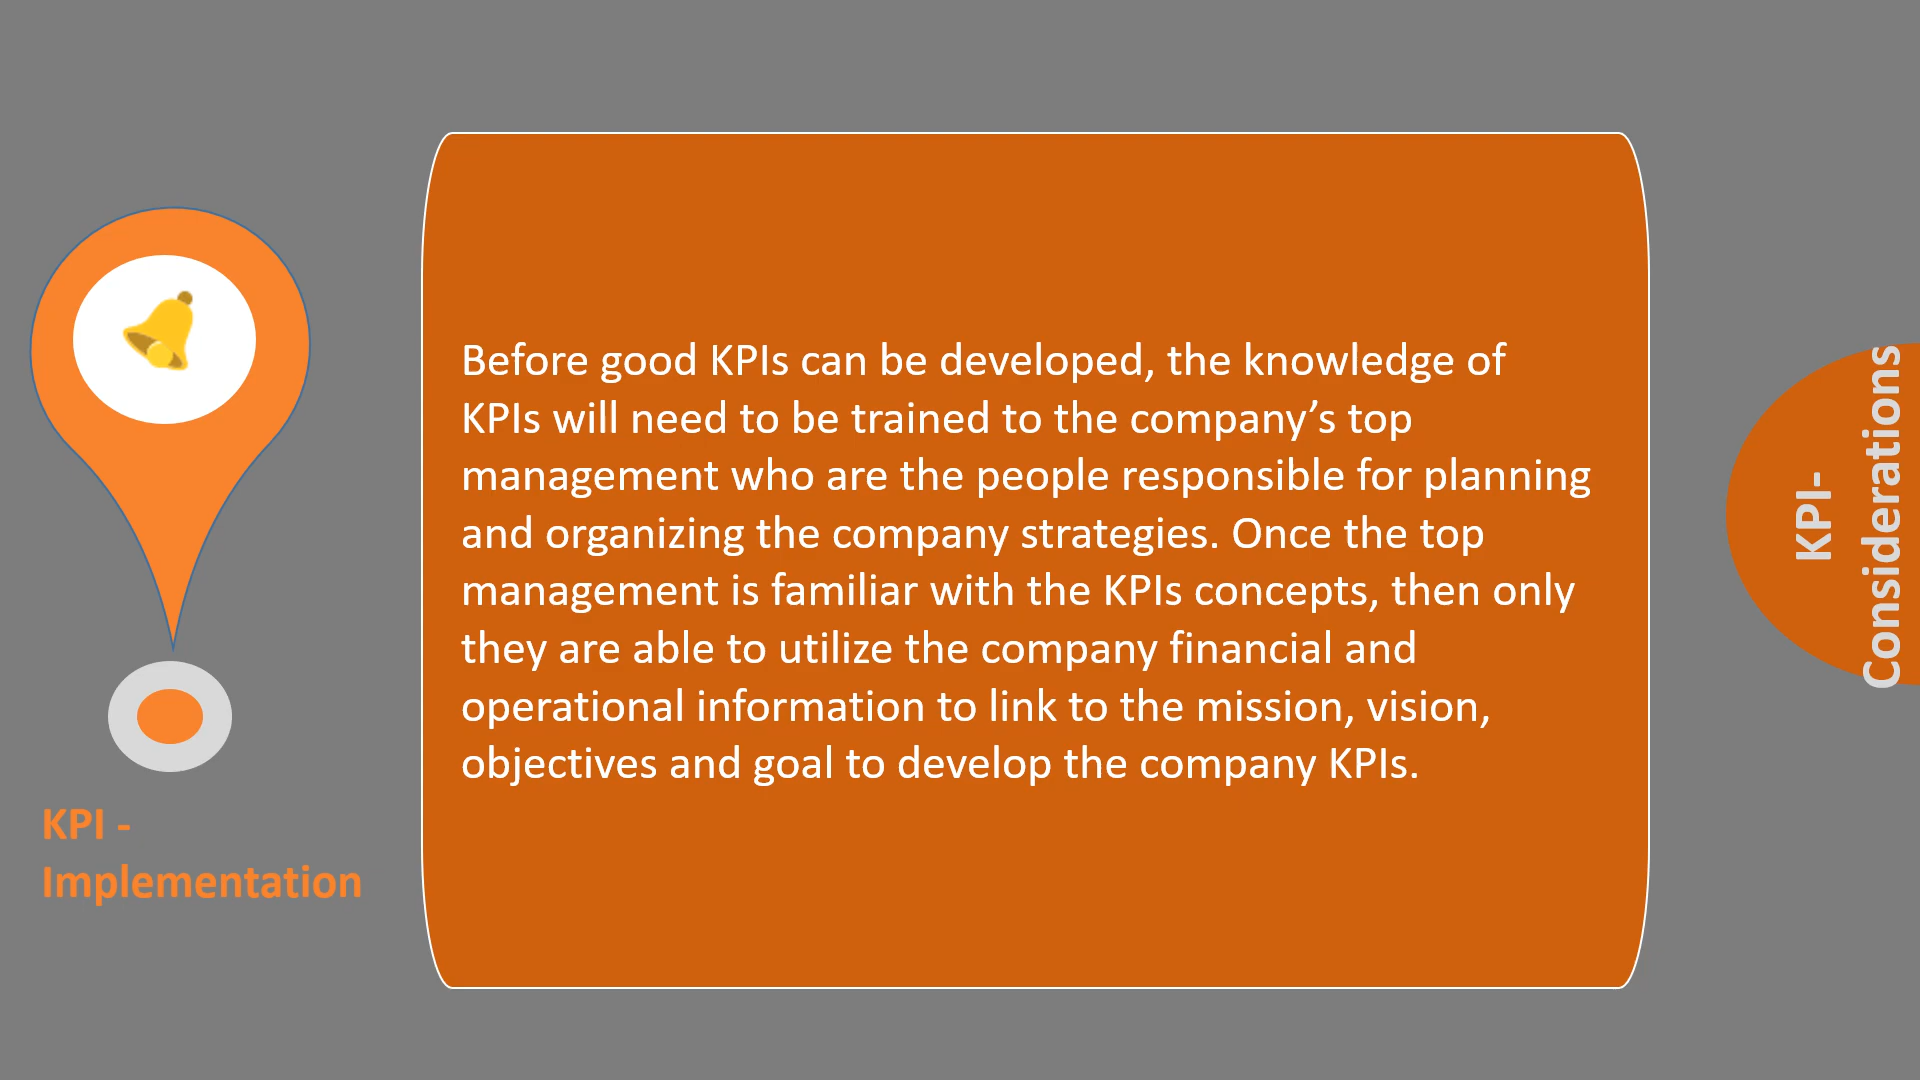 KPI -
Implementation
Before good KPIs can be developed, the knowledge of
KPIs will need to be trained to the company’s top
management who are the people responsible for planning
and organizing the company strategies. Once the top
management is familiar with the KPIs concepts, then only
they are able to utilize the company financial and
operational information to link to the mission, vision,
objectives and goal to develop the company KPIs.
KPI-
Considerations